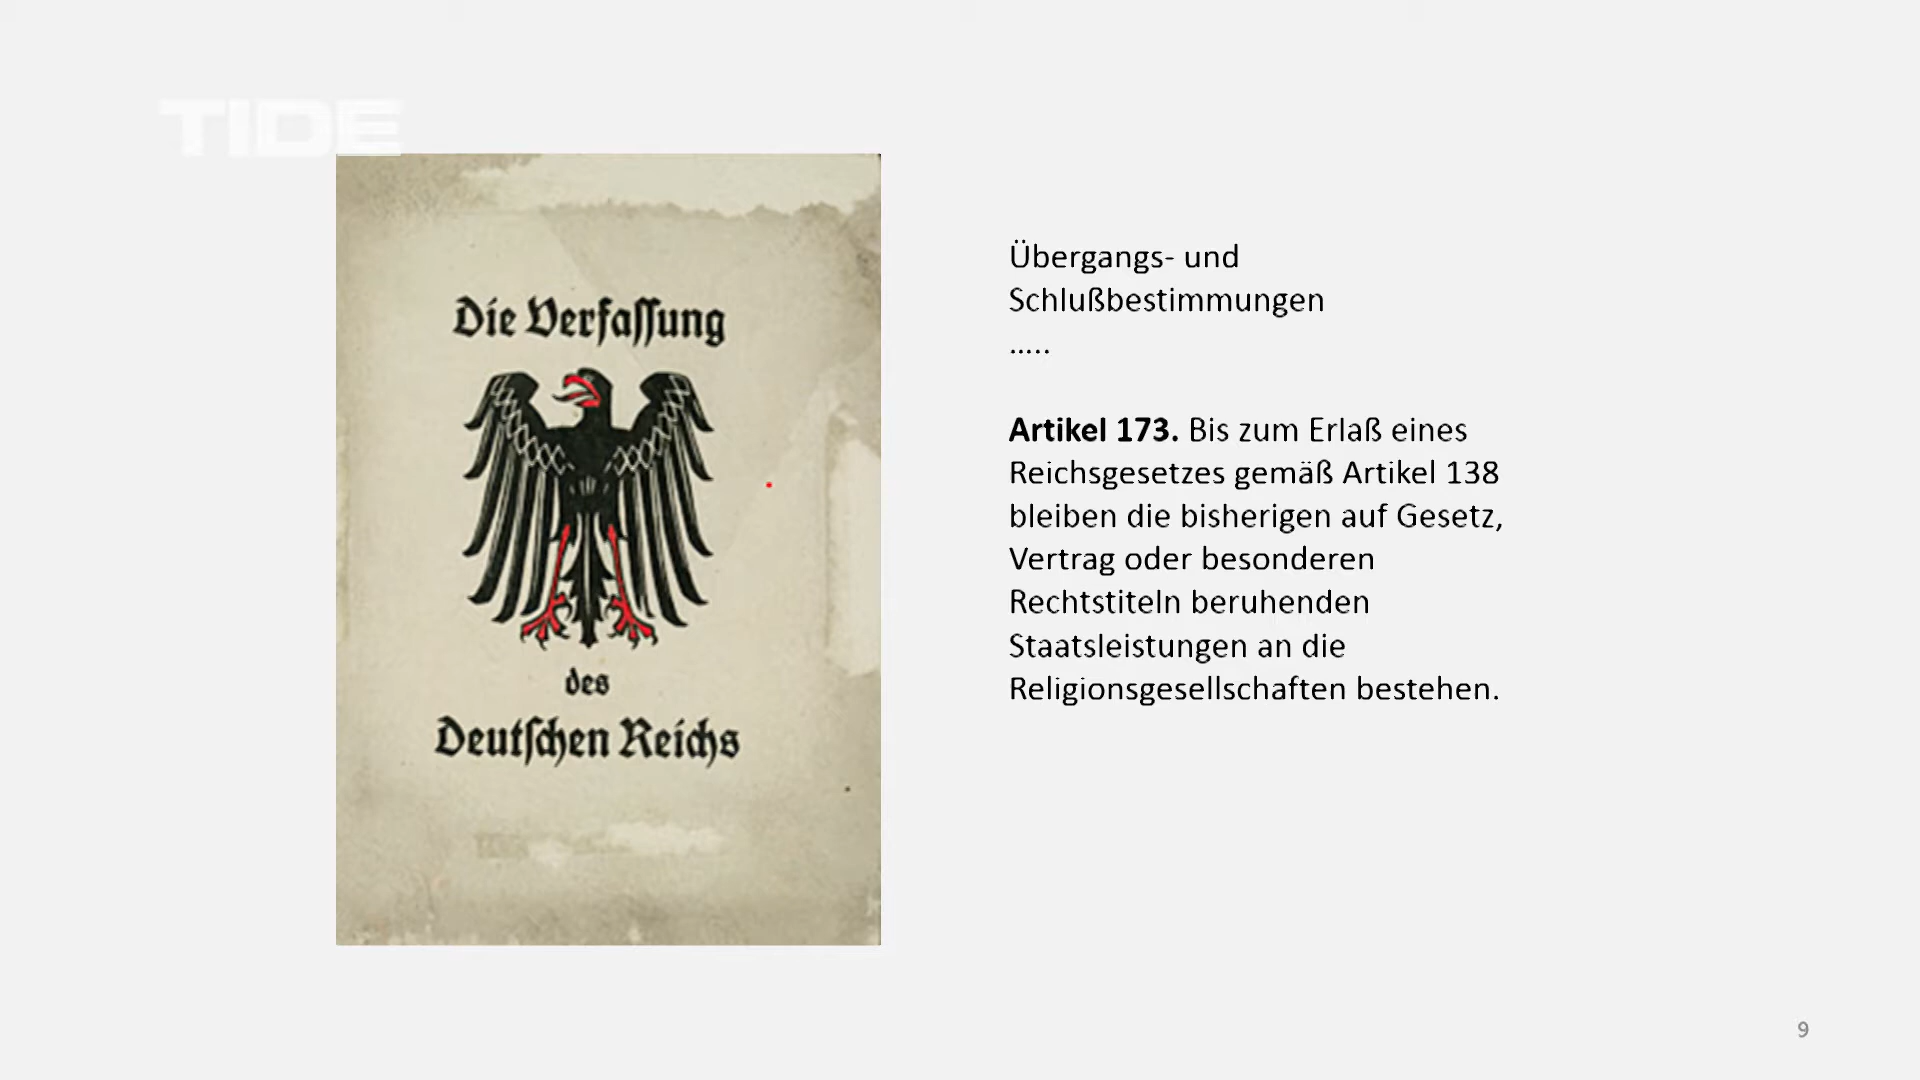 TIDE
Die Verfassung
des
Deutschen Reichs
Übergangs- und
Schlußbestimmungen
.....
Artikel 173. Bis zum Erlaß eines
Reichsgesetzes gemäß Artikel 138
bleiben die bisherigen auf Gesetz,
Vertrag oder besonderen
Rechtstiteln beruhenden
Staatsleistungen an die
Religionsgesellschaften bestehen.
9